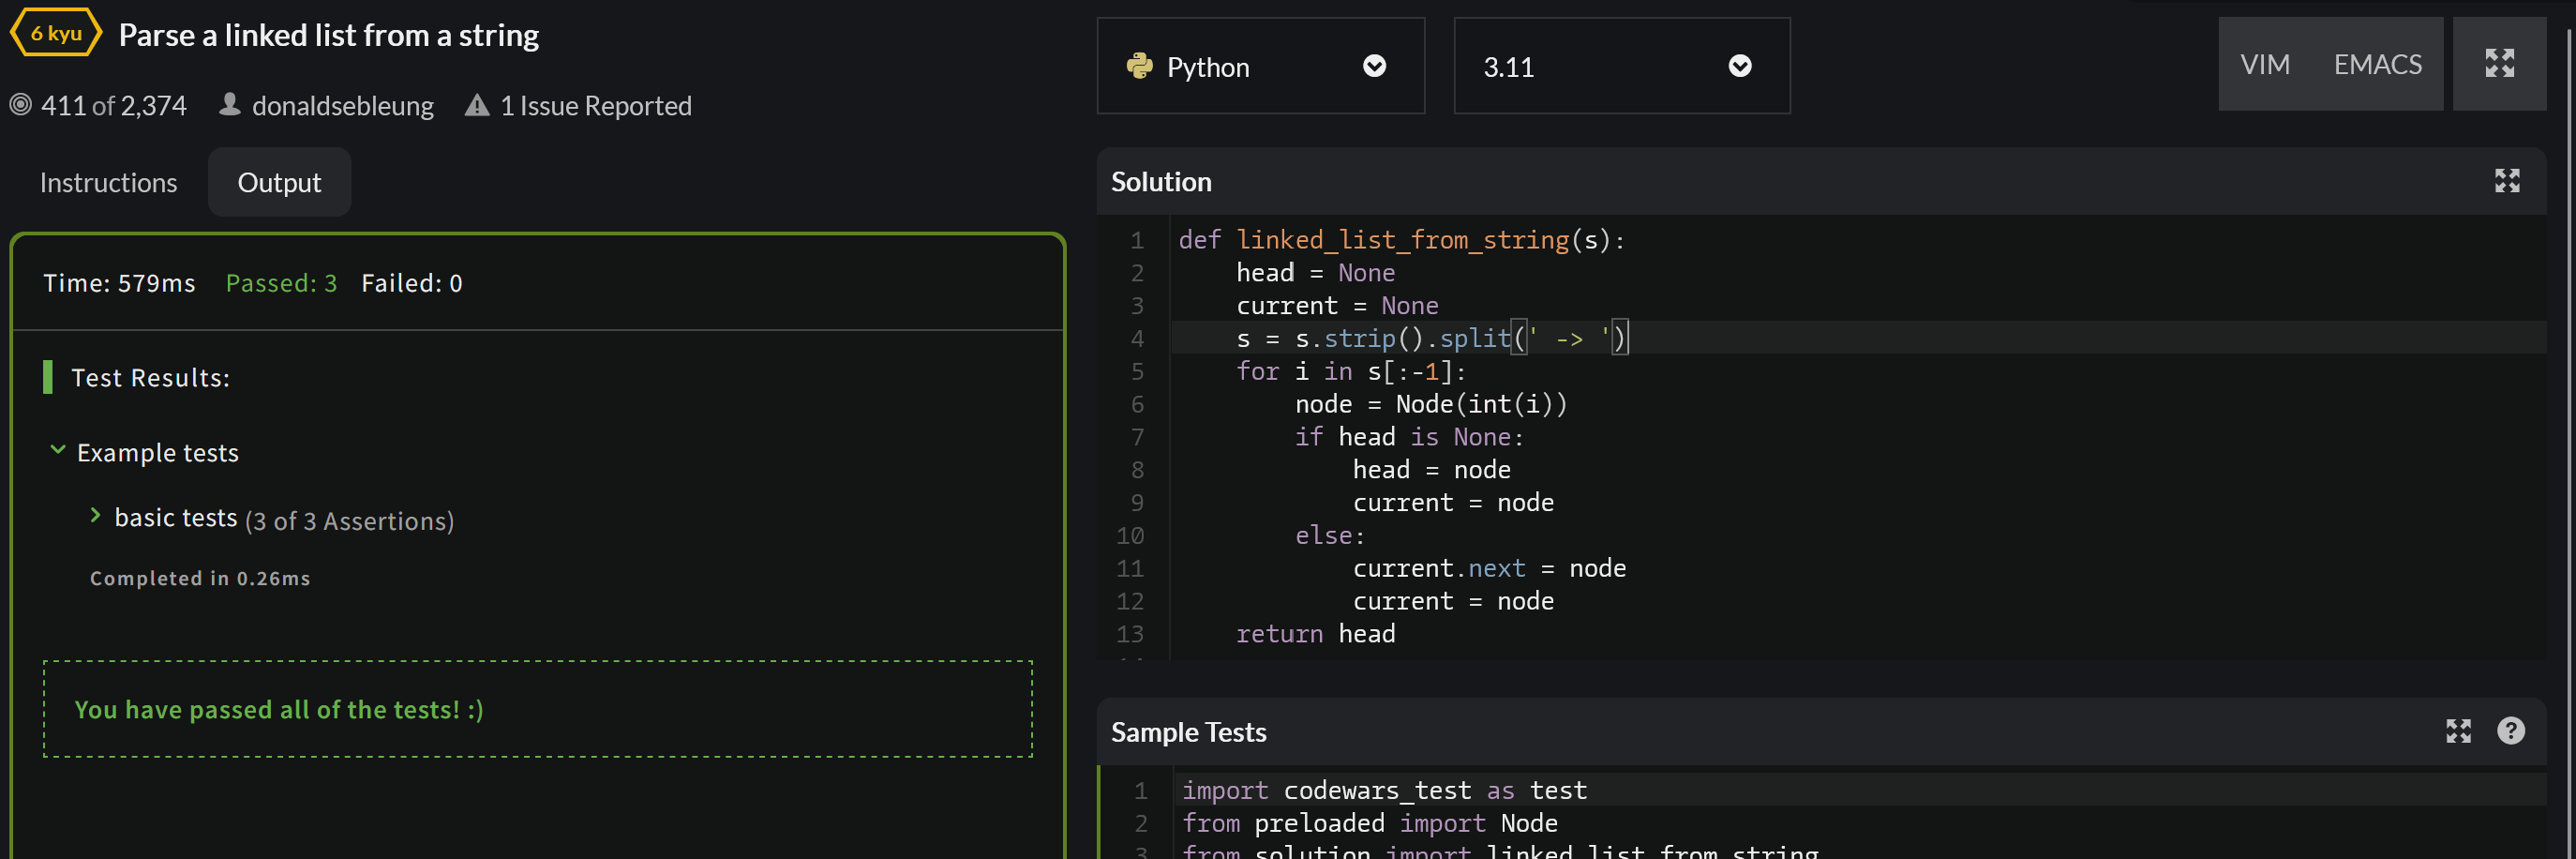 6 kyu
Parse a linked list from a string
411 of 2,374 donaldsebleung 1 Issue Reported
Instructions
Output
Time: 579ms Passed: 3 Failed: 0
Test Results:
Example tests
basic tests (3 of 3 Assertions)
Completed in 0.26ms
You have passed all of the tests! :)
Python
3.11
VIM
EMACS
Solution
1 def linked_list_from_string(s):
2     head = None
3     current = None
4     s = s.strip().split(' -> ')
5     for i in s[:-1]:
6         node = Node(int(i))
7         if head is None:
8             head = node
9             current = node
10         else:
11             current.next = node
12             current = node
13     return head
Sample Tests
1 import codewars_test as test
2 from preloaded import Node
3 from solution import linked_list_from_string